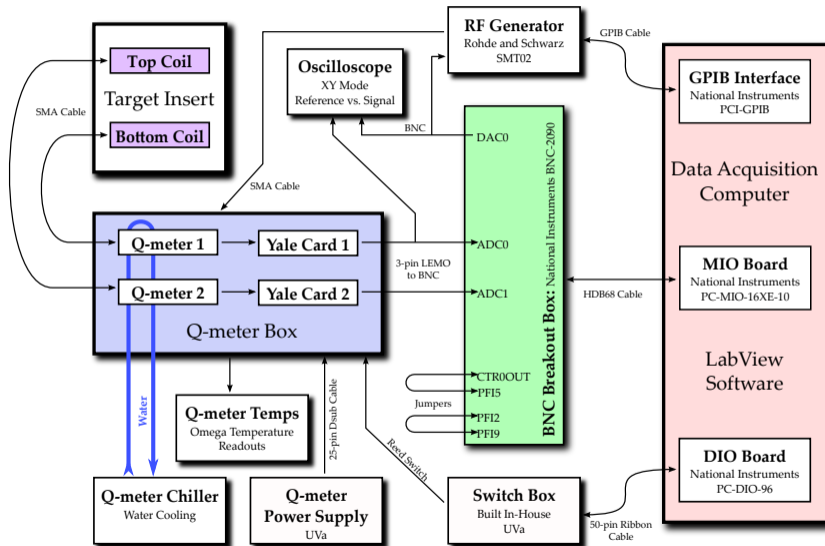 RF Generator
Rohde and Schwarz
SMT02
GPIB Cable
Top Coil
Target Insert
Bottom Coil
SMA Cable
Oscilloscope
XY Mode
Reference vs. Signal
BNC
GPIB Interface
National Instruments
PCI-GPIB
Data Acquisition
Computer
DAC0
SMA Cable
BNC Breakout Box: National Instruments BNC-2090
Q-meter 1
Yale Card 1
ADC0
3-pin LEMO
to BNC
Q-meter 2
Yale Card 2
ADC1
Q-meter Box
HDB68 Cable
MIO Board
National Instruments
PC-MIO-16XE-10
LabView
Software
CTR0OUT
PFI5
Jumpers
PFI2
PFI9
Water
Q-meter Temps
Omega Temperature
Readouts
25-pin Dsub Cable
Reed Switch
DIO Board
National Instruments
PC-DIO-96
Q-meter Chiller
Water Cooling
Q-meter
Power Supply
UVa
Switch Box
Built In-House
UVa
50-pin Ribbon
Cable